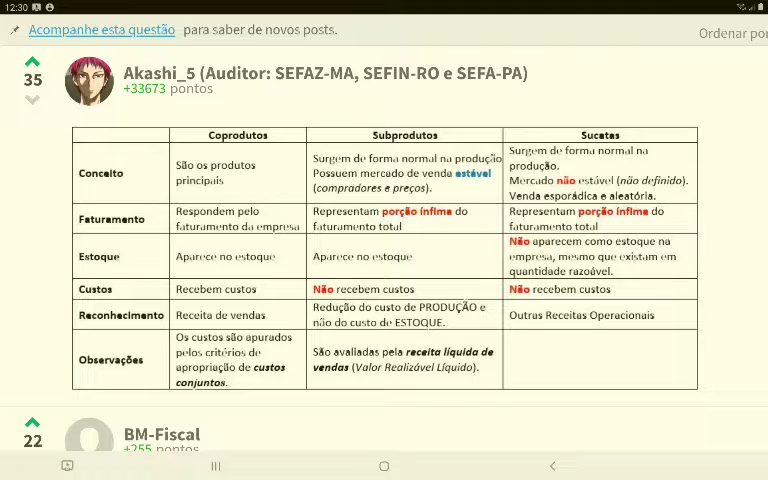 12:30
Acompanhe esta questão para saber de novos posts.
Ordenar por
35
Akashi_5 (Auditor: SEFAZ-MA, SEFIN-RO e SEFA-PA)
+33673 pontos
Coprodutos Subprodutos Sucatas
Conceito
São os produtos
principais
Surgem de forma normal na produção
Possuem mercado de venda estável
(compradores e preços).
Surgem de forma normal na
produção.
Mercado não estável (não definido).
Venda esporádica e aleatória.
Faturamento
Respondem pelo
faturamento da empresa
Representam porção ínfima do
faturamento total
Representam porção ínfima do
faturamento total
Estoque
Aparece no estoque
Aparece no estoque
Não aparecem como estoque na
empresa, mesmo que existam em
quantidade razoável.
Custos
Recebem custos
Não recebem custos
Não recebem custos
Reconhecimento
Receita de vendas
Redução do custo de PRODUÇÃO e
não do custo de ESTOQUE.
Outras Receitas Operacionais
Observações
Os custos são apurados
pelos critérios de
apropriação de custos
conjuntos.
São avaliadas pela receita líquida de
vendas (Valor Realizável Líquido).
22
BM-Fiscal
+255 pontos